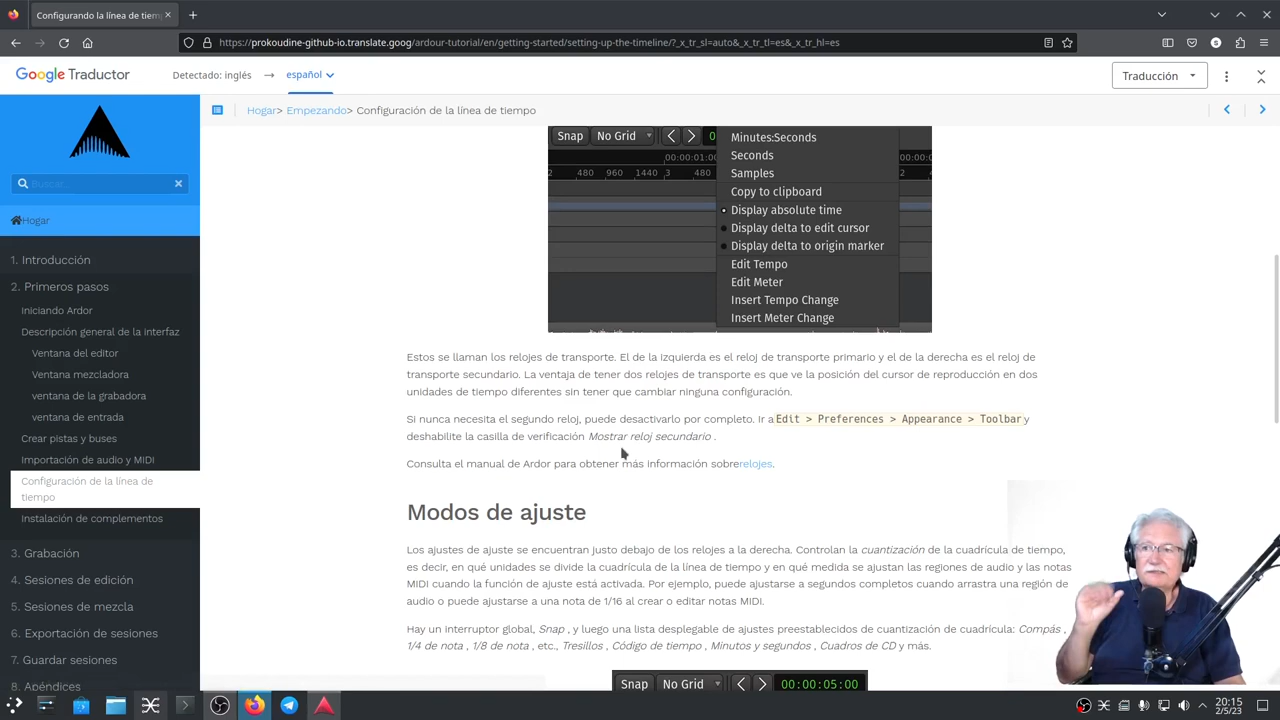 Configurando la línea de tiem
https://prokoudine-github-io.translate.goog/ardour-tutorial/en/getting-started/setting-up-the-timeline/?_x_tr_sl=auto&_x_tr_tl=es&_x_tr_hl=es
Google Traductor
Detectado: inglés → español
Traducción
Hogar> Empezando> Configuración de la línea de tiempo
Buscar...
Hogar
1. Introducción
2. Primeros pasos
Iniciando Ardor
Descripción general de la interfaz
Ventana del editor
Ventana mezcladora
ventana de la grabadora
ventana de entrada
Crear pistas y buses
Importación de audio y MIDI
Configuración de la línea de
tiempo
Instalación de complementos
3. Grabación
4. Sesiones de edición
5. Sesiones de mezcla
6. Exportación de sesiones
7. Guardar sesiones
8. Apéndices
Snap No Grid 0
00:00:01:0 00:00:0
2 480 960 1440 3 480
Minutes:Seconds
Seconds
Samples
Copy to clipboard
Display absolute time
Display delta to edit cursor
Display delta to origin marker
Edit Tempo
Edit Meter
Insert Tempo Change
Insert Meter Change
Estos se llaman los relojes de transporte. El de la izquierda es el reloj de transporte primario y el de la derecha es el reloj de
transporte secundario. La ventaja de tener dos relojes de transporte es que ve la posición del cursor de reproducción en dos
unidades de tiempo diferentes sin tener que cambiar ninguna configuración.
Si nunca necesita el segundo reloj, puede desactivarlo por completo. Ir a Edit > Preferences > Appearance > Toolbar y
deshabilite la casilla de verificación Mostrar reloj secundario .
Consulta el manual de Ardor para obtener más información sobrerelojes.
Modos de ajuste
Los ajustes de ajuste se encuentran justo debajo de los relojes a la derecha. Controlan la cuantización de la cuadrícula de tiempo,
es decir, en qué unidades se divide la cuadrícula de la línea de tiempo y en qué medida se ajustan las regiones de audio y las notas
MIDI cuando la función de ajuste está activada. Por ejemplo, puede ajustarse a segundos completos cuando arrastra una región de
audio o puede ajustarse a una nota de 1/16 al crear o editar notas MIDI.
Hay un interruptor global, Snap , y luego una lista desplegable de ajustes preestablecidos de cuantización de cuadrícula: Compás ,
1/4 de nota , 1/8 de nota , etc., Tresillos , Código de tiempo , Minutos y segundos , Cuadros de CD y más.
Snap No Grid 00:00:05:00
20:15
2/5/23